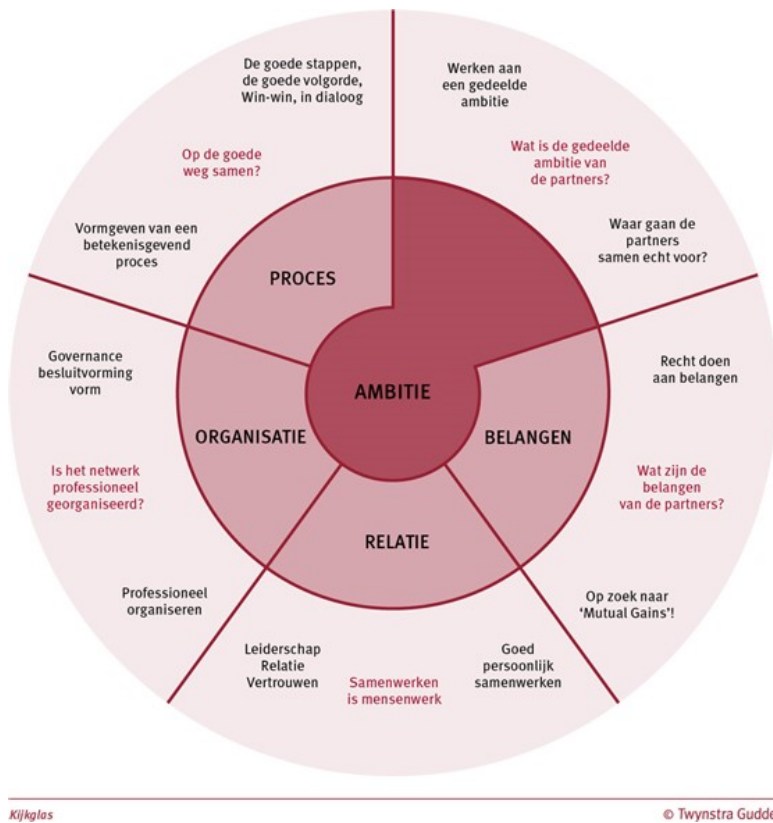 De goede stappen,
de goede volgorde,
Win-win, in dialoog
Op de goede
weg samen?
Vormgeven van een
betekenisgevend
proces
PROCES
Werken aan
een gedeelde
ambitie
Wat is de gedeelde
ambitie van
de partners?
Waar gaan de
partners
samen echt voor?
AMBITIE
Recht doen
aan belangen
BELANGEN
Wat zijn de
belangen
van de partners?
Op zoek naar
‘Mutual Gains’!
RELATIE
Goed
persoonlijk
samenwerken
Samenwerken
is mensenwerk
Leiderschap
Relatie
Vertrouwen
ORGANISATIE
Governance
besluitvorming
vorm
Is het netwerk
professioneel
georganiseerd?
Professioneel
organiseren
Kijkglas
© Twynstra Gudde